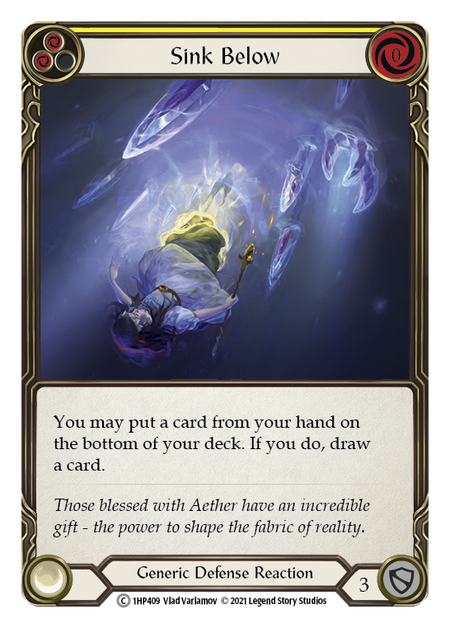 Sink Below
0
You may put a card from your hand on
the bottom of your deck. If you do, draw
a card.
Those blessed with Aether have an incredible
gift - the power to shape the fabric of reality.
Generic Defense Reaction
3
C 1HP409 Vlad Varlamov © 2021 Legend Story Studios